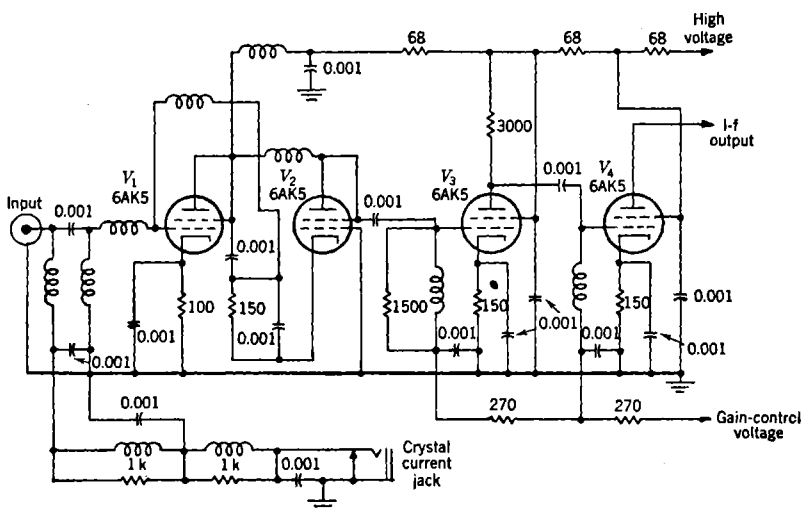 High
voltage
68
68
68
0.001
3000
I-f
output
V1
6AK5
V2
6AK5
V3
6AK5
V4
6AK5
Input
0.001
0.001
0.001
0.001
100
150
0.001
0.001
1500
150
0.001
0.001
150
0.001
0.001
0.001
0.001
0.001
270
270
Gain-control
voltage
0.001
1k
1k
0.001
Crystal
current
jack